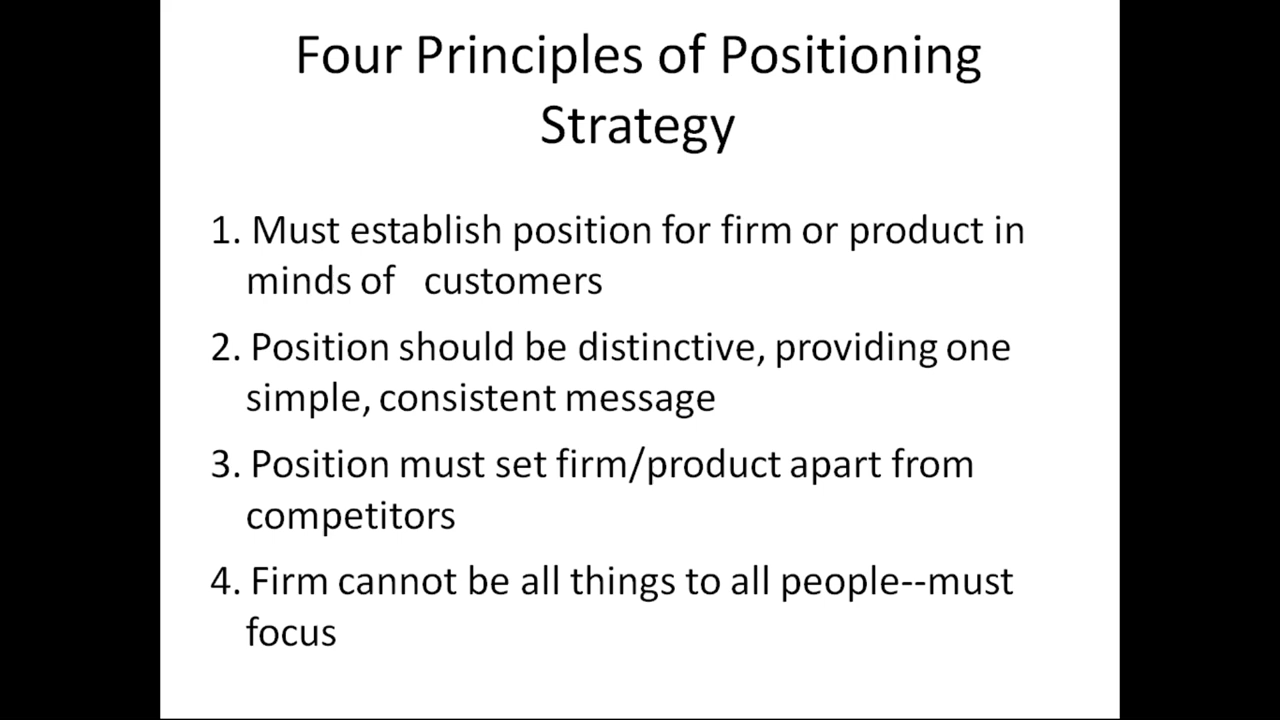 Four Principles of Positioning
Strategy
1. Must establish position for firm or product in
minds of   customers
2. Position should be distinctive, providing one
simple, consistent message
3. Position must set firm/product apart from
competitors
4. Firm cannot be all things to all people--must
focus